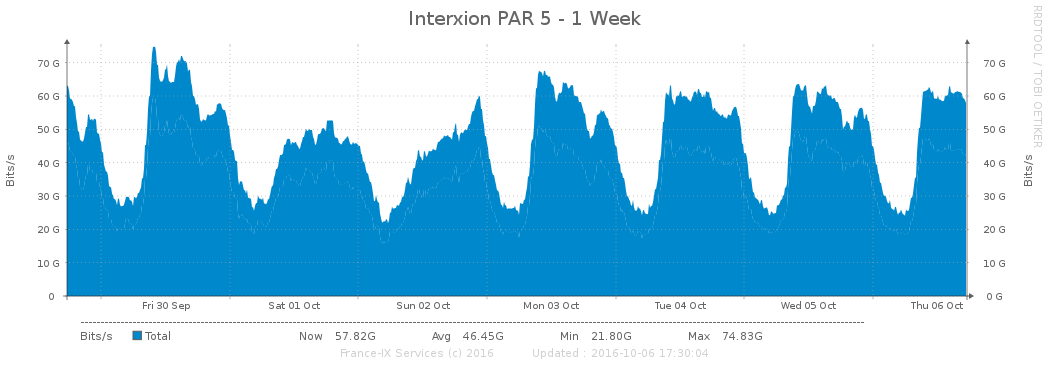 Interxion PAR 5 - 1 Week
RRDTOOL / TOBI OETIKER
Bits/s
70 G 70 G
60 G 60 G
50 G 50 G
40 G 40 G
30 G 30 G
20 G 20 G
10 G 10 G
0 0 G
Bits/s
Fri 30 Sep Sat 01 Oct Sun 02 Oct Mon 03 Oct Tue 04 Oct Wed 05 Oct Thu 06 Oct
Bits/s Total Now 57.82G Avg 46.45G Min 21.80G Max 74.83G
France-IX Services (c) 2016 Updated : 2016-10-06 17:30:04